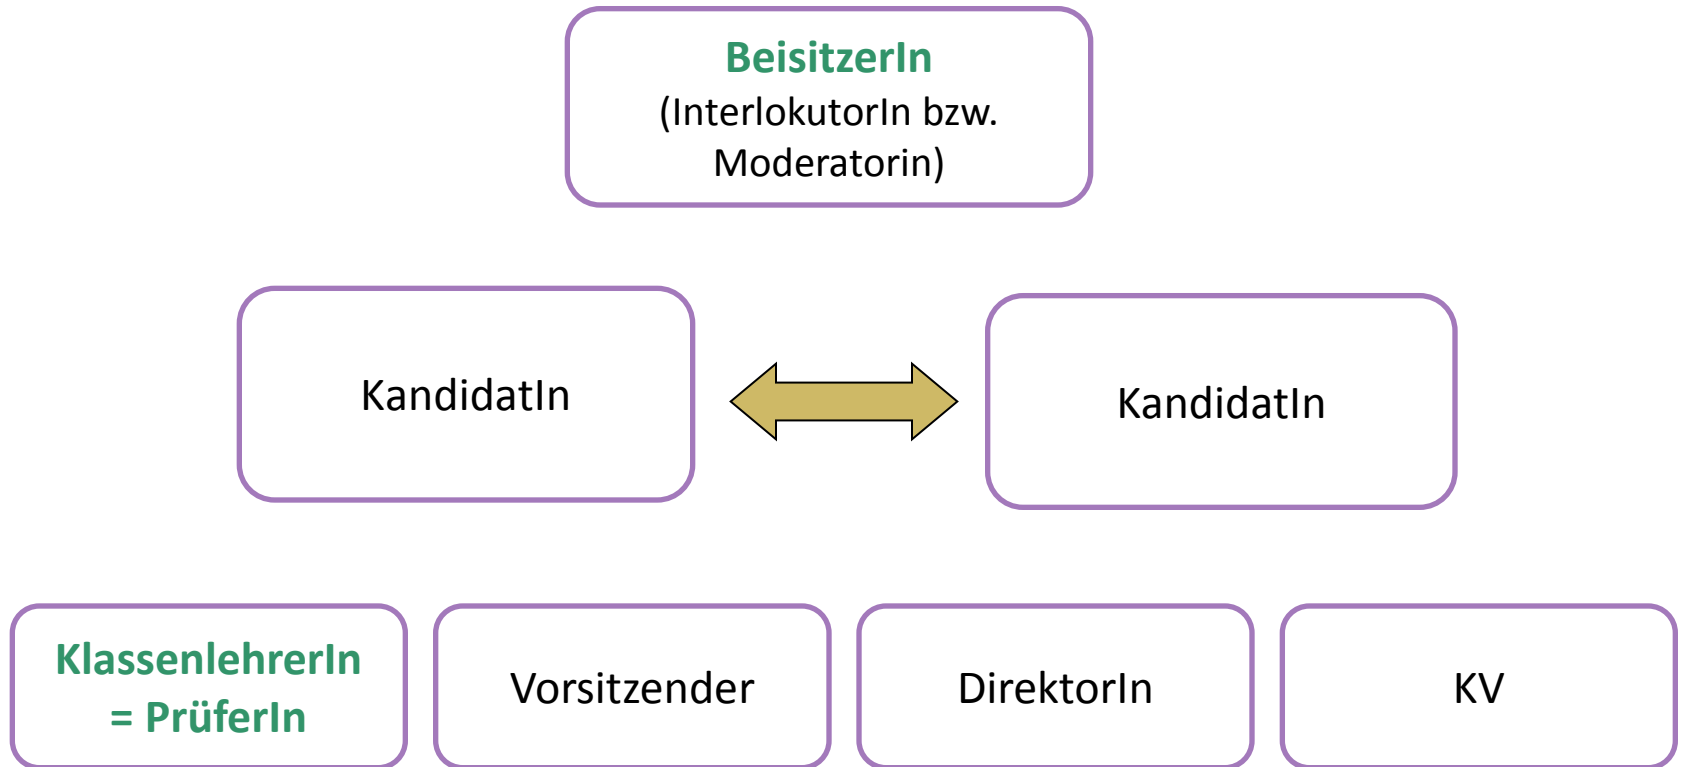 BeisitzerIn
(InterlokutorIn bzw.
Moderatorin)
KandidatIn
KandidatIn
KlassenlehrerIn
= PrüferIn
Vorsitzender
DirektorIn
KV